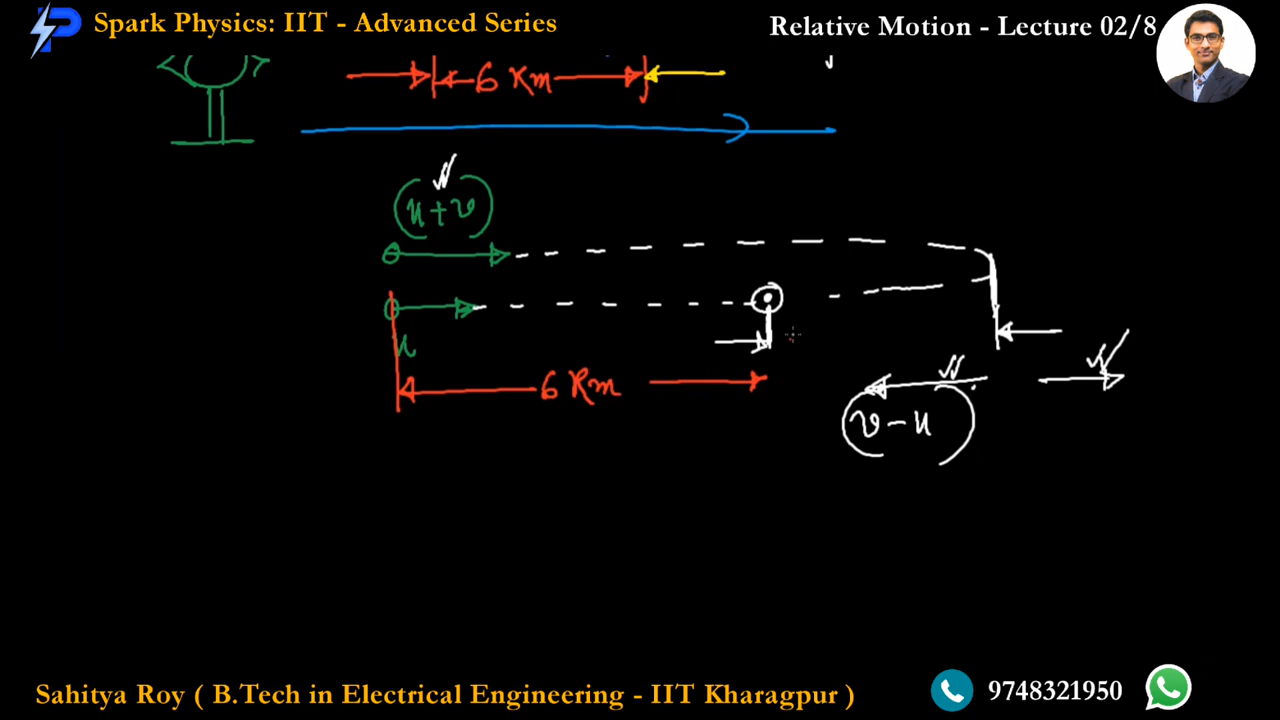 Spark Physics: IIT - Advanced Series
Relative Motion - Lecture 02/8
6 Km
(u+v)
u
6 Km
(v-u)
Sahitya Roy ( B.Tech in Electrical Engineering - IIT Kharagpur )
9748321950